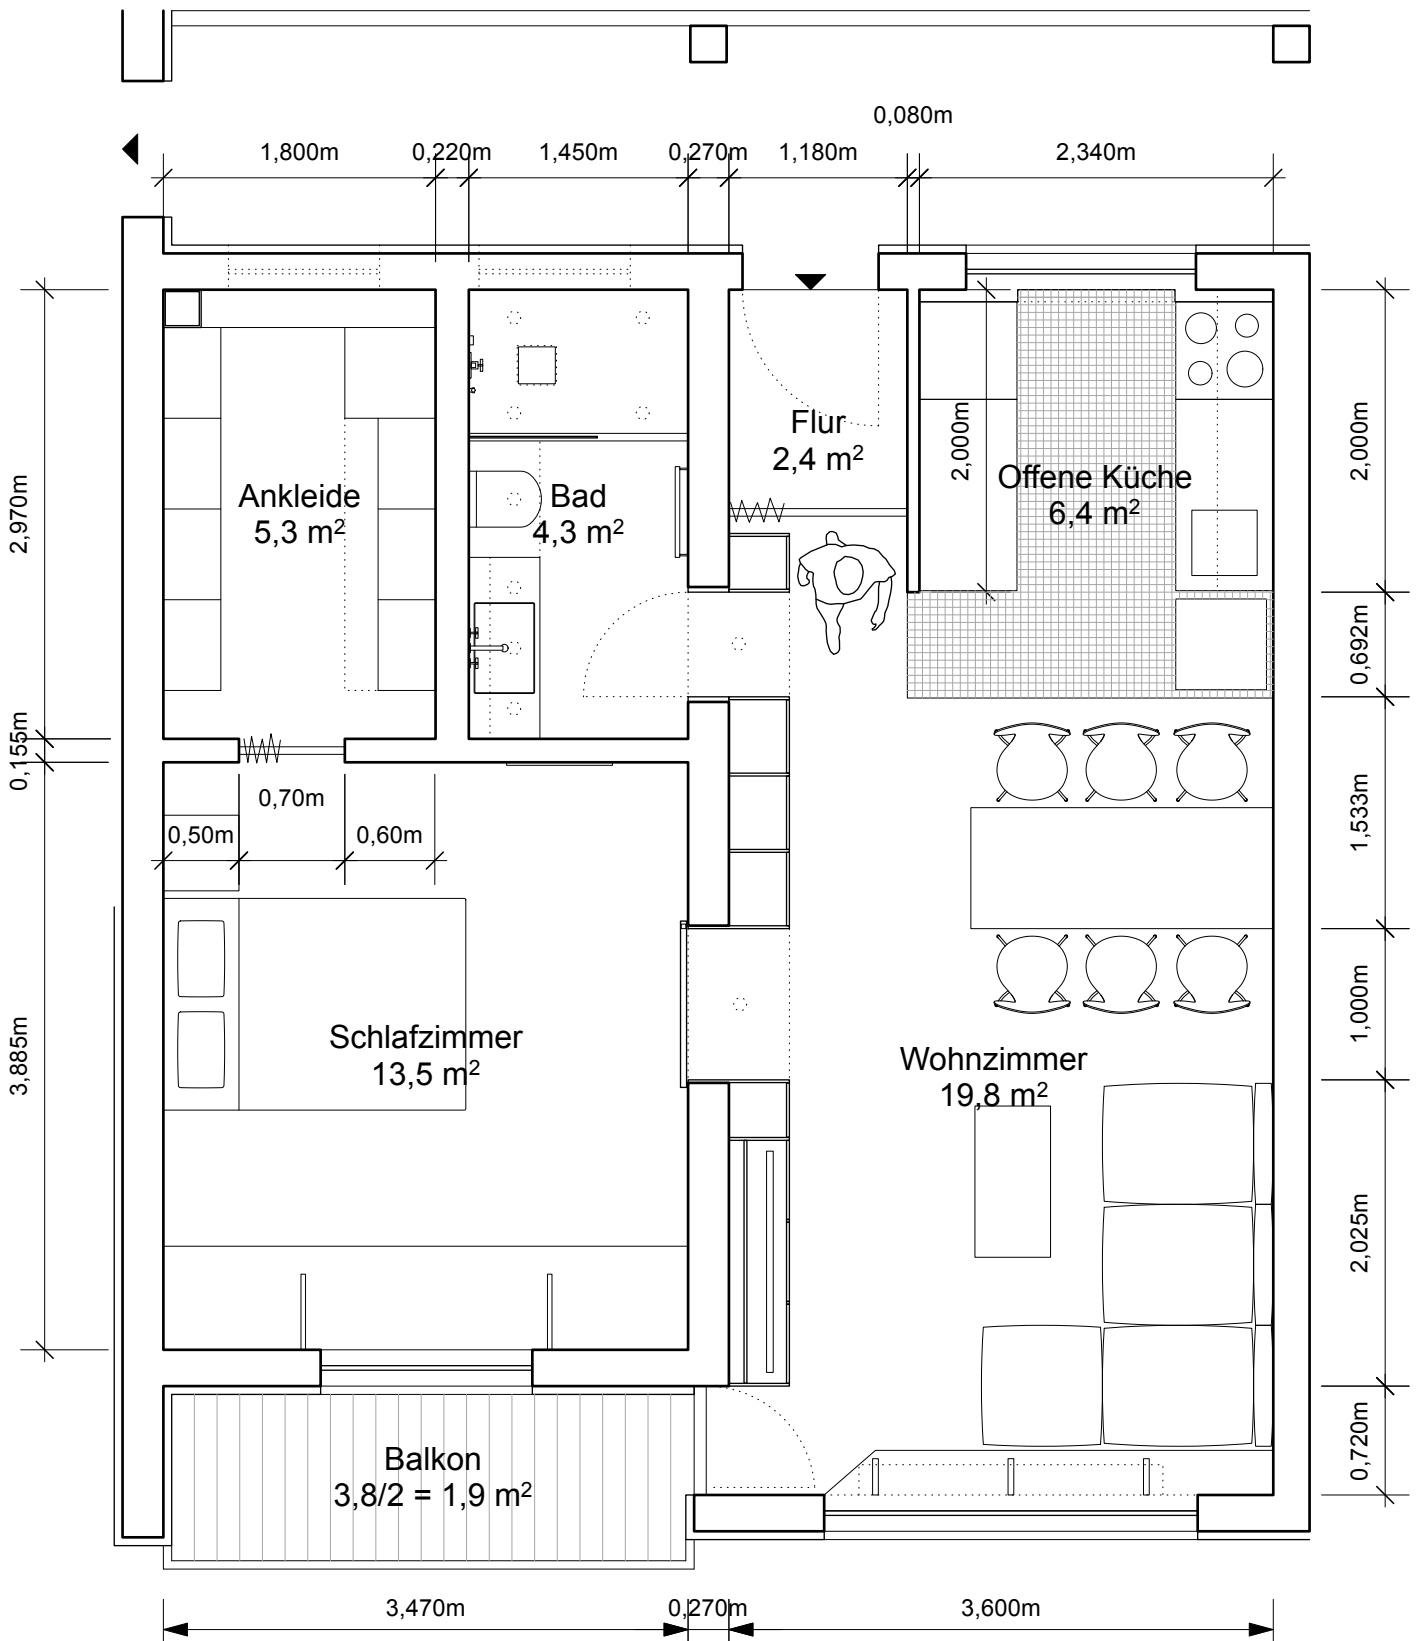 0,080m
1,800m 0,220m 1,450m 0,270m 1,180m 2,340m
Flur
2,4 m²
2,000m
2,000m
Offene Küche
6,4 m²
Ankleide
5,3 m²
Bad
4,3 m²
2,970m
0,692m
0,155m
0,70m
0,50m 0,60m
1,533m
1,000m
3,885m
Schlafzimmer
13,5 m²
Wohnzimmer
19,8 m²
2,025m
0,720m
Balkon
3,8/2 = 1,9 m²
3,470m 0,270m 3,600m